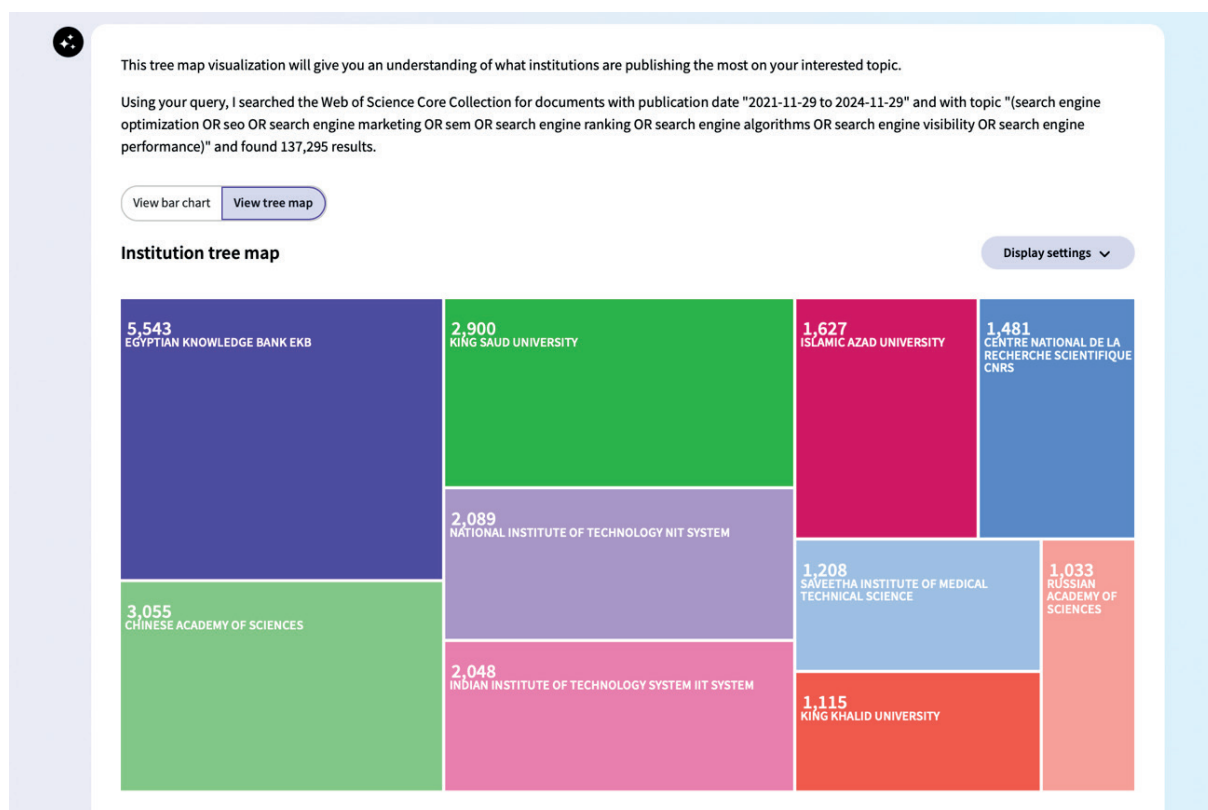 This tree map visualization will give you an understanding of what institutions are publishing the most on your interested topic.
Using your query, I searched the Web of Science Core Collection for documents with publication date "2021-11-29 to 2024-11-29" and with topic "(search engine
optimization OR seo OR search engine marketing OR sem OR search engine ranking OR search engine algorithms OR search engine visibility OR search engine
performance)" and found 137,295 results.
View bar chart
View tree map
Institution tree map
Display settings
5,543
EGYPTIAN KNOWLEDGE BANK EKB
2,900
KING SAUD UNIVERSITY
1,627
ISLAMIC AZAD UNIVERSITY
1,481
CENTRE NATIONAL DE LA
RECHERCHE SCIENTIFIQUE
CNRS
2,089
NATIONAL INSTITUTE OF TECHNOLOGY NIT SYSTEM
1,208
SAVEETHA INSTITUTE OF MEDICAL
TECHNICAL SCIENCE
1,033
RUSSIAN
ACADEMY OF
SCIENCES
3,055
CHINESE ACADEMY OF SCIENCES
2,048
INDIAN INSTITUTE OF TECHNOLOGY SYSTEM IIT SYSTEM
1,115
KING KHALID UNIVERSITY